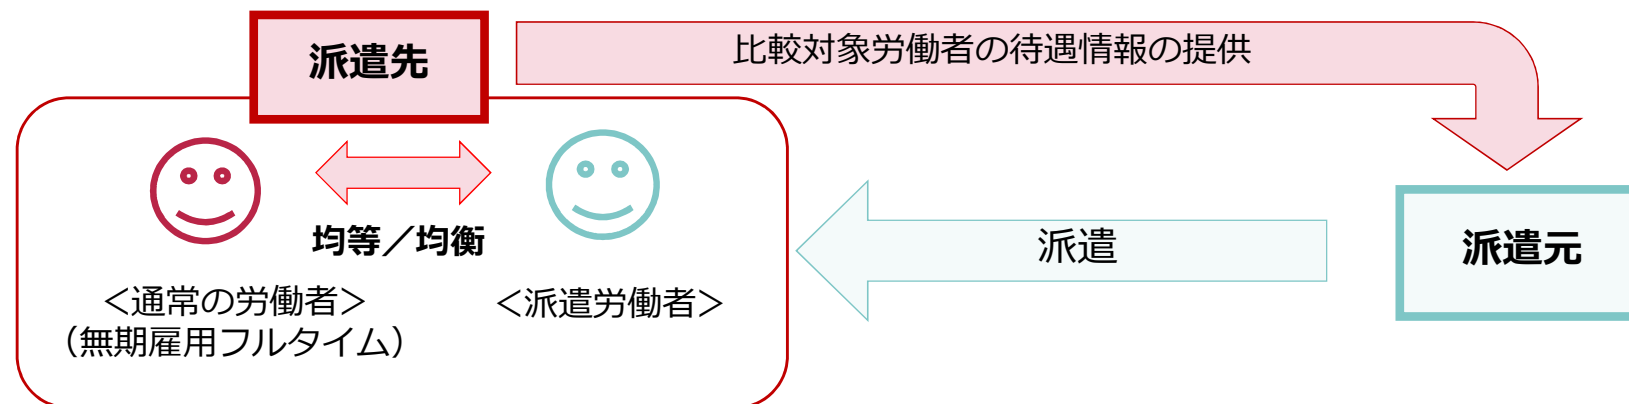 派遣先
比較対象労働者の待遇情報の提供
均等／均衡
＜通常の労働者＞
（無期雇用フルタイム）
＜派遣労働者＞
派遣
派遣元